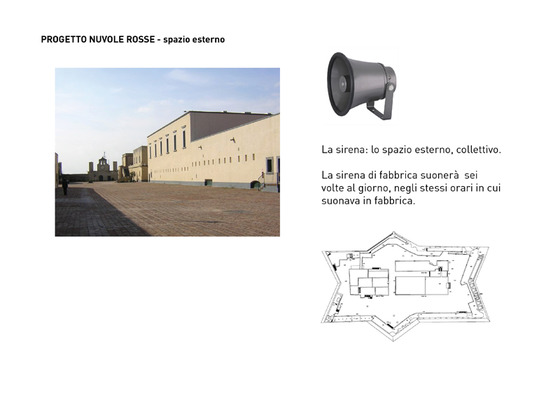 PROGETTO NUVOLE ROSSE - spazio esterno
La sirena: lo spazio esterno, collettivo.
La sirena di fabbrica suonerà sei
volte al giorno, negli stessi orari in cui
suonava in fabbrica.